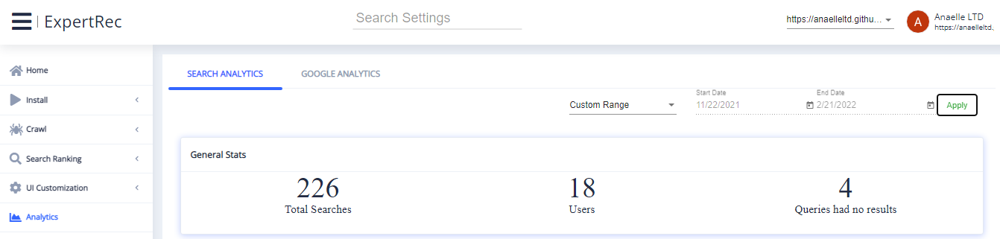 ExpertRec
Search Settings
https://anaelleltd.githu...
A
Anaelle LTD
https://anaelleltd.
Home
Install
Crawl
Search Ranking
UI Customization
Analytics
SEARCH ANALYTICS
GOOGLE ANALYTICS
Custom Range
Start Date
11/22/2021
End Date
2/21/2022
Apply
General Stats
226
Total Searches
18
Users
4
Queries had no results